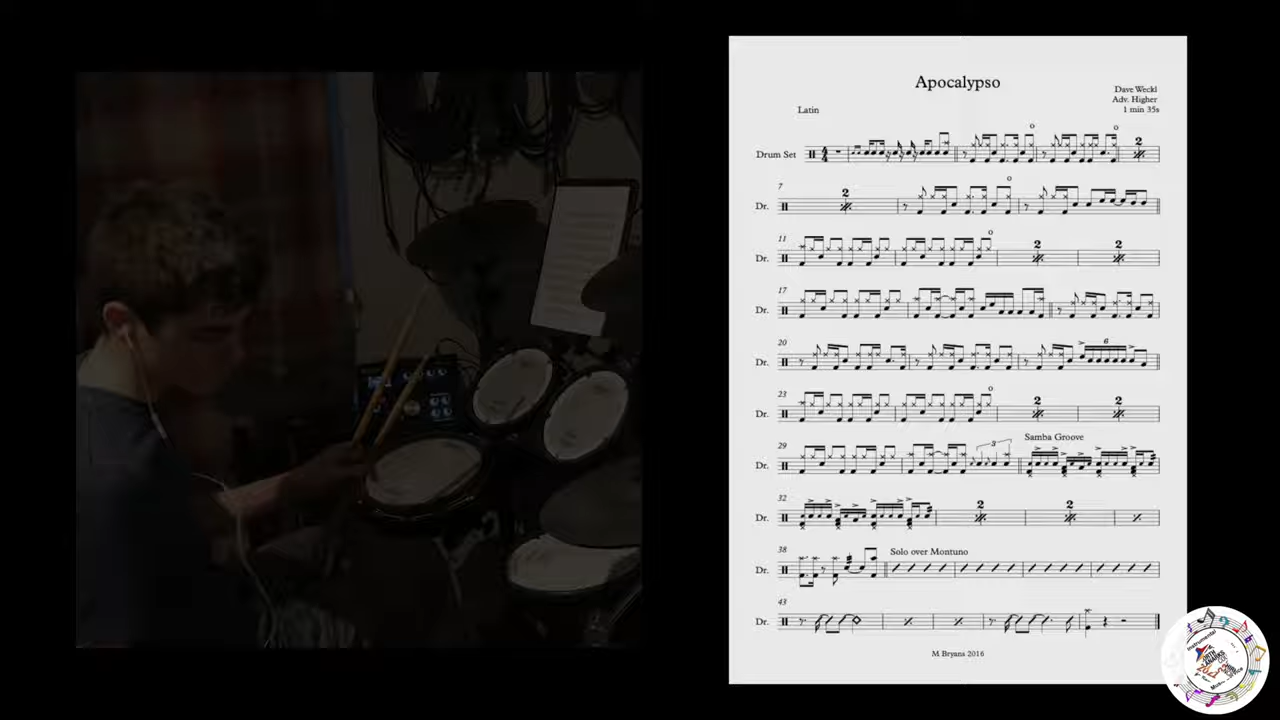 Apocalypso
Dave Weckl
Adv. Higher
1 min 35s
Latin
Drum Set
2
7
Dr.
2
11
Dr.
2
2
17
Dr.
20
Dr.
6
23
Dr.
2
2
29
Dr.
3
Samba Groove
32
Dr.
2
2
38
Dr.
Solo over Montuno
43
Dr.
M Bryans 2016
Instrumental